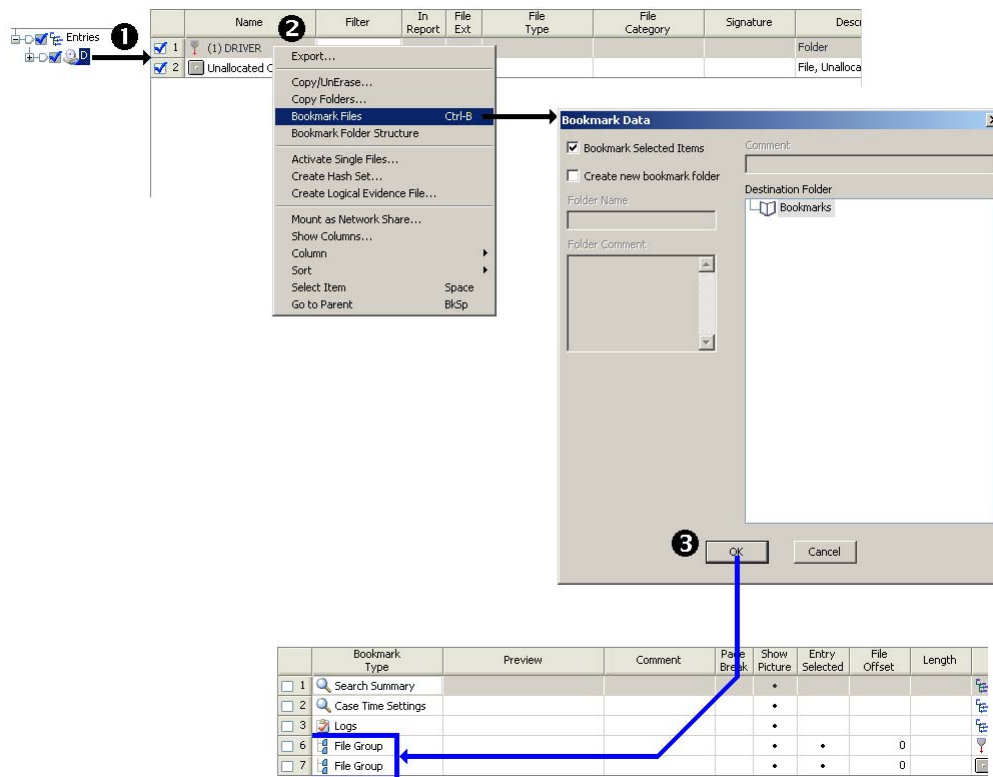 Entries
D
1
Name Filter In Report File Ext File Type File Category Signature Descr
1 (1) DRIVER Folder
2 Unallocated C File, Unalloca
2
Export...
Copy/UnErase...
Copy Folders...
Bookmark Files Ctrl-B
Bookmark Folder Structure
Activate Single Files...
Create Hash Set...
Create Logical Evidence File...
Mount as Network Share...
Show Columns...
Column
Sort
Select Item Space
Go to Parent BkSp
Bookmark Data
Bookmark Selected Items
Create new bookmark folder
Folder Name
Folder Comment
Comment
Destination Folder
Bookmarks
3
OK Cancel
Bookmark Type Preview Comment Page Break Show Picture Entry Selected File Offset Length
1 Search Summary
2 Case Time Settings
3 Logs
6 File Group 0
7 File Group 0